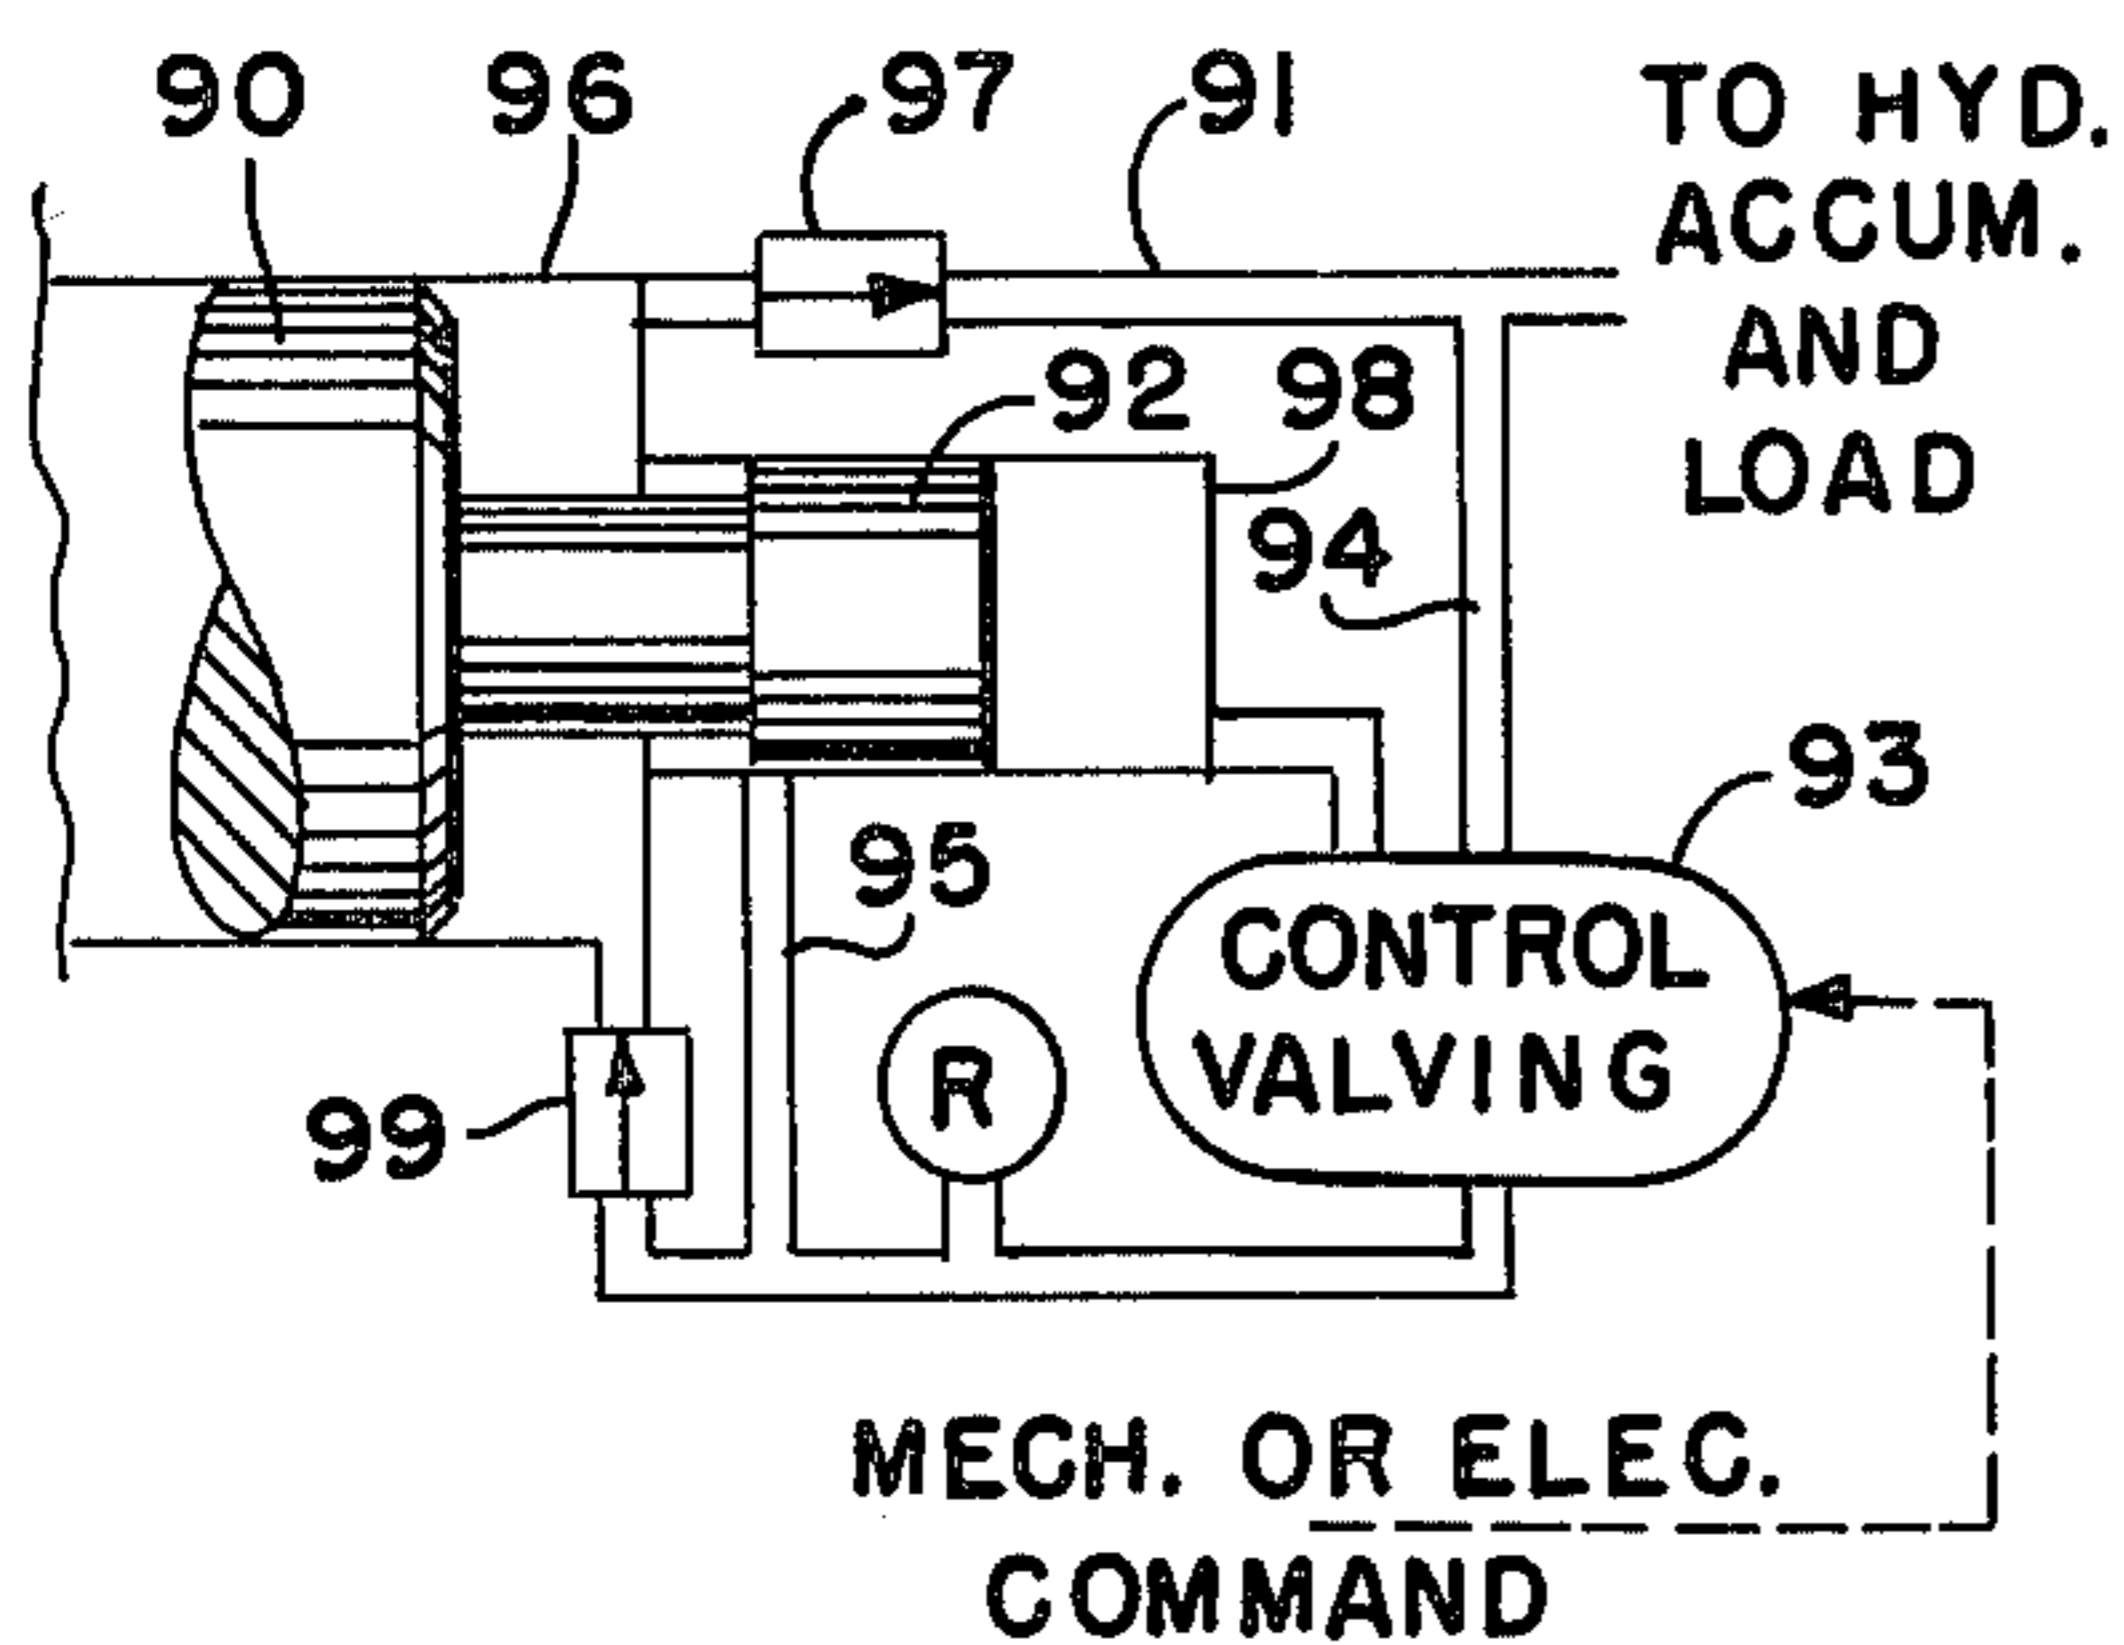 90 96 97 91
TO HYD.
ACCUM.
AND
LOAD
92 98
94
93
95
CONTROL
VALVING
R
99
MECH. OR ELEC.
COMMAND